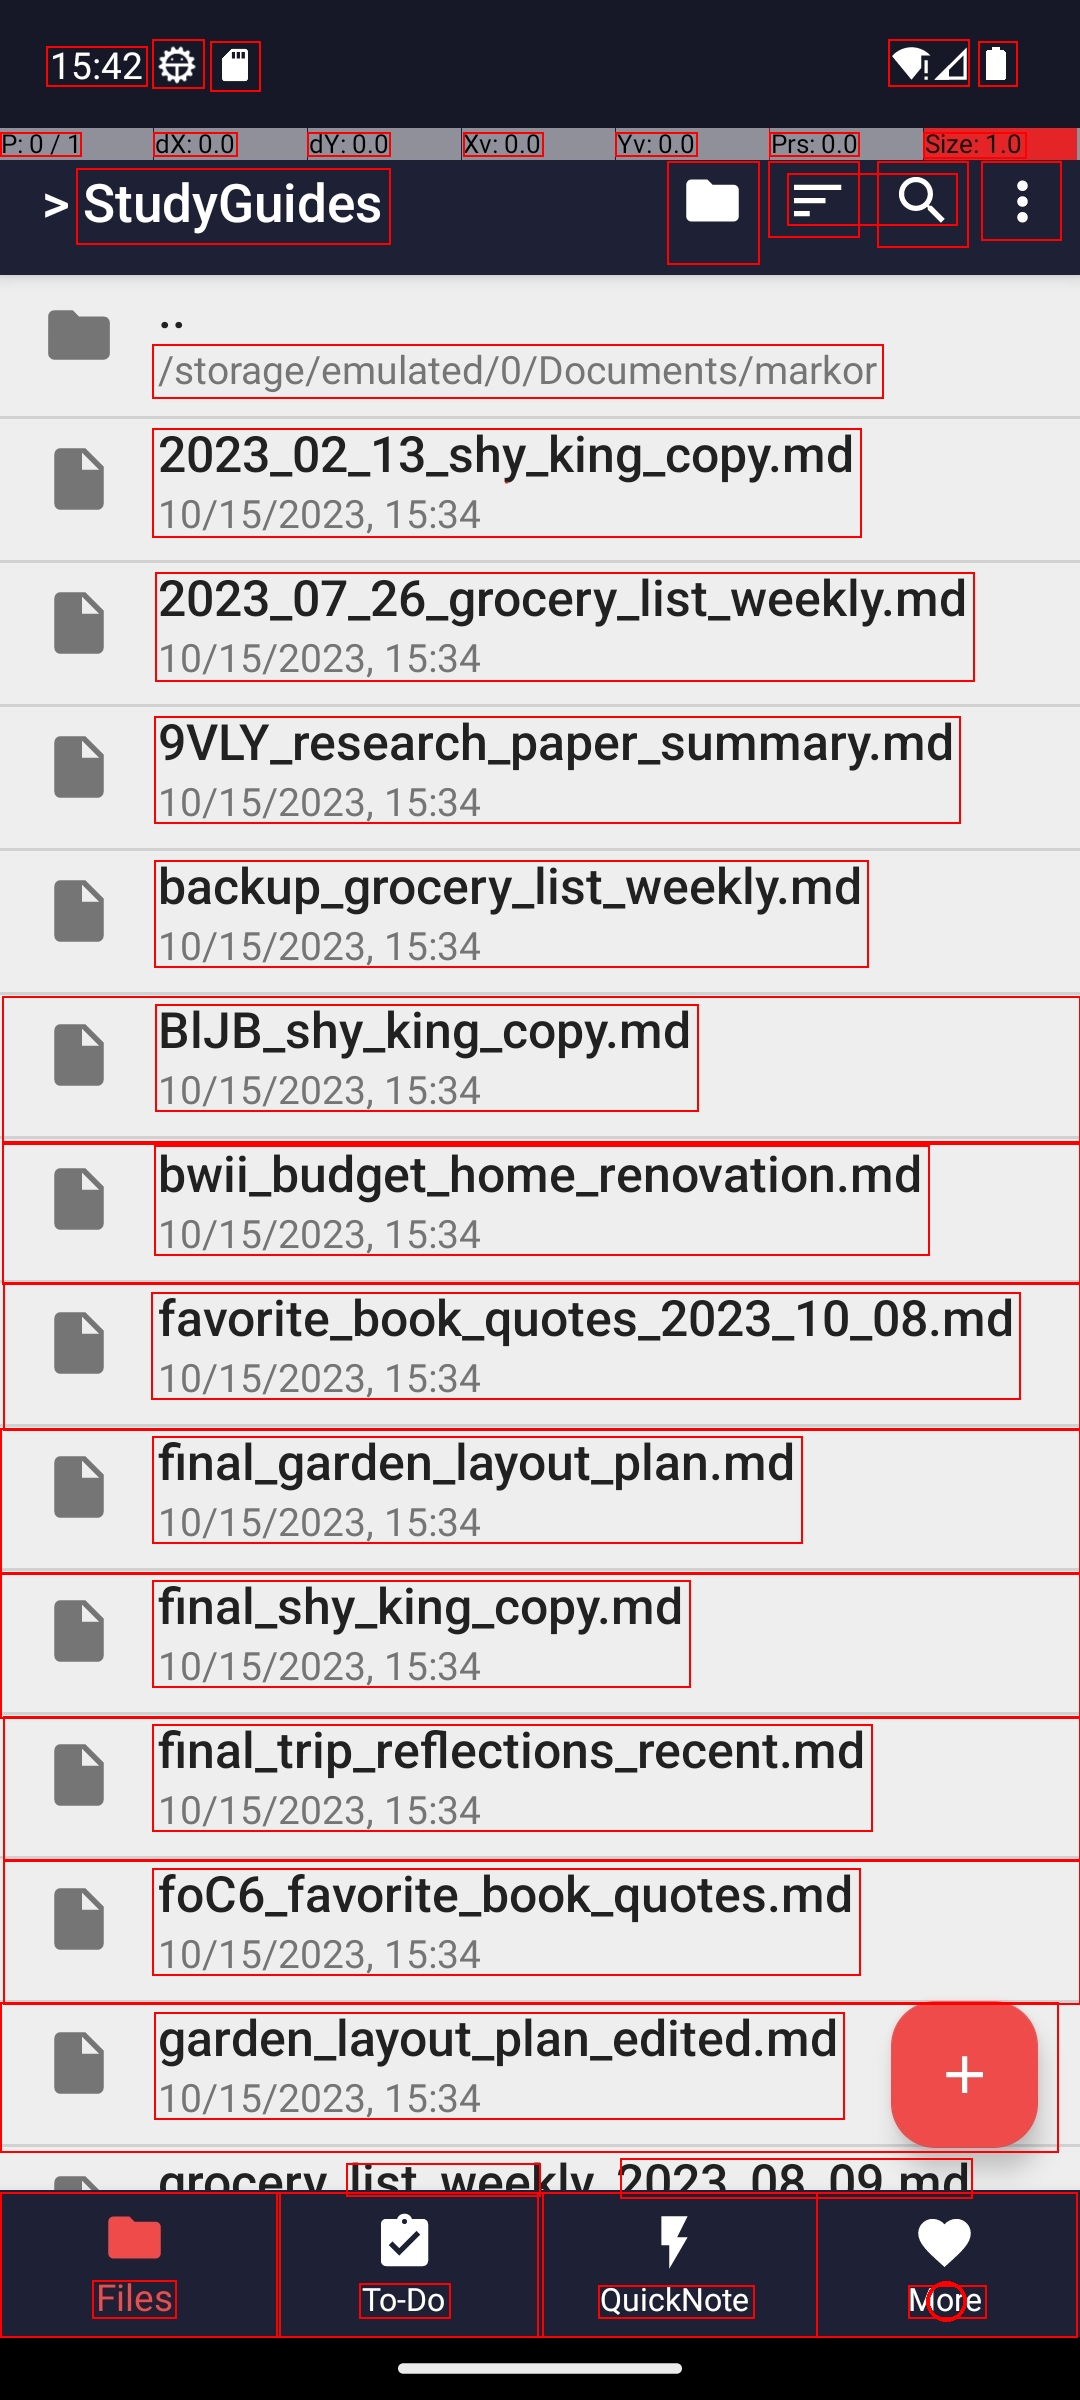 15:42
P: 0 / 1 dX: 0.0 dY: 0.0 Xv: 0.0 Yv: 0.0 Prs: 0.0 Size: 1.0
> StudyGuides
..
/storage/emulated/0/Documents/markor
2023_02_13_shy_king_copy.md
10/15/2023, 15:34
2023_07_26_grocery_list_weekly.md
10/15/2023, 15:34
9VLY_research_paper_summary.md
10/15/2023, 15:34
backup_grocery_list_weekly.md
10/15/2023, 15:34
BlJB_shy_king_copy.md
10/15/2023, 15:34
bwii_budget_home_renovation.md
10/15/2023, 15:34
favorite_book_quotes_2023_10_08.md
10/15/2023, 15:34
final_garden_layout_plan.md
10/15/2023, 15:34
final_shy_king_copy.md
10/15/2023, 15:34
final_trip_reflections_recent.md
10/15/2023, 15:34
foC6_favorite_book_quotes.md
10/15/2023, 15:34
garden_layout_plan_edited.md
10/15/2023, 15:34
grocery_list_weekly_2023_08_09.md
Files To-Do QuickNote More